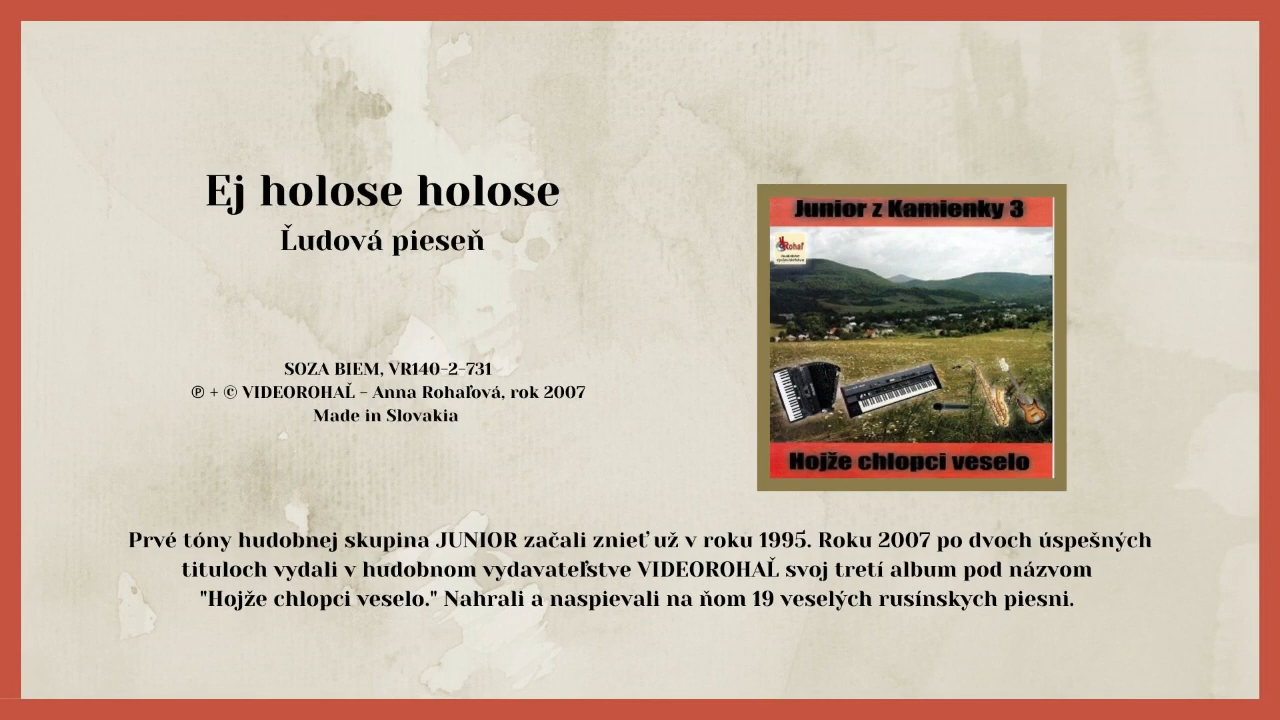 Ej holose holose
Ľudová pieseň
SOZA BIEM, VR140-2-731
℗ + © VIDEOROHAĽ - Anna Rohaľová, rok 2007
Made in Slovakia
Junior z Kamienky 3
Rohaľ
hudobné vydavateľstvo
Hojže chlopci veselo
Prvé tóny hudobnej skupina JUNIOR začali znieť už v roku 1995. Roku 2007 po dvoch úspešných
tituloch vydali v hudobnom vydavateľstve VIDEOROHAĽ svoj tretí album pod názvom
"Hojže chlopci veselo." Nahrali a naspievali na ňom 19 veselých rusínskych piesni.